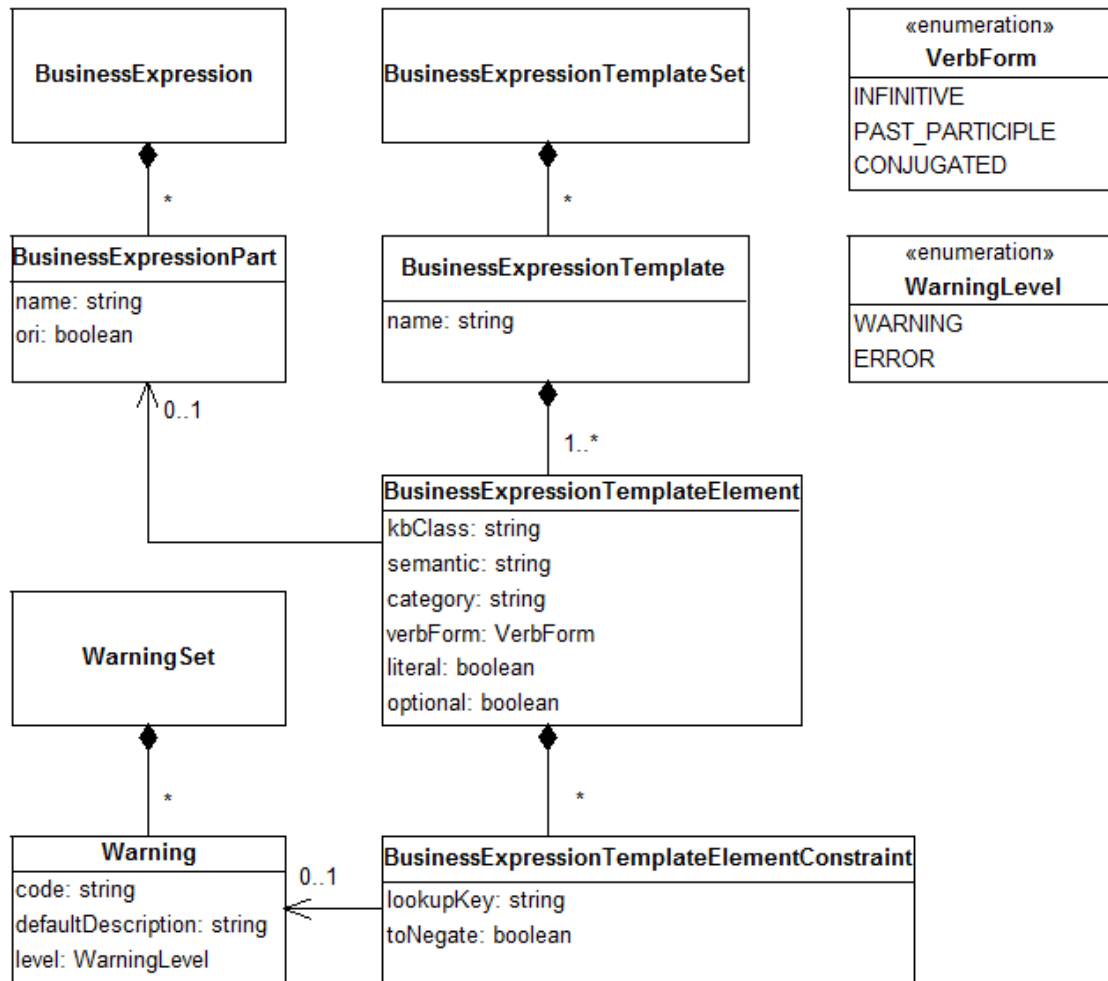 BusinessExpression
BusinessExpressionTemplateSet
«enumeration»
VerbForm
INFINITIVE
PAST_PARTICIPLE
CONJUGATED
*
*
BusinessExpressionPart
name: string
ori: boolean
BusinessExpressionTemplate
name: string
«enumeration»
WarningLevel
WARNING
ERROR
0..1
1..*
BusinessExpressionTemplateElement
kbClass: string
semantic: string
category: string
verbForm: VerbForm
literal: boolean
optional: boolean
WarningSet
*
*
Warning
code: string
defaultDescription: string
level: WarningLevel
0..1
BusinessExpressionTemplateElementConstraint
lookupKey: string
toNegate: boolean